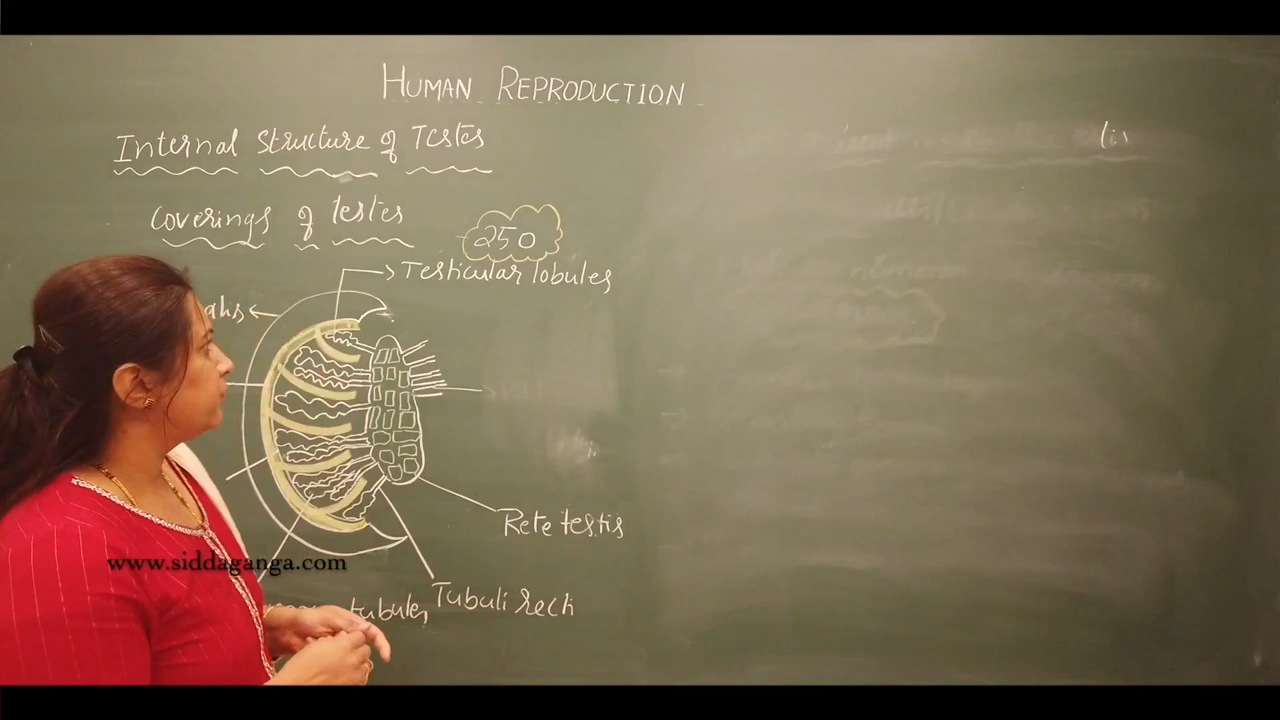 HUMAN REPRODUCTION
Internal structure of Testes
(i)
Coverings of testes
250
Testicular lobules
Rete testis
www.siddaganga.com
tubules
Tubuli recti